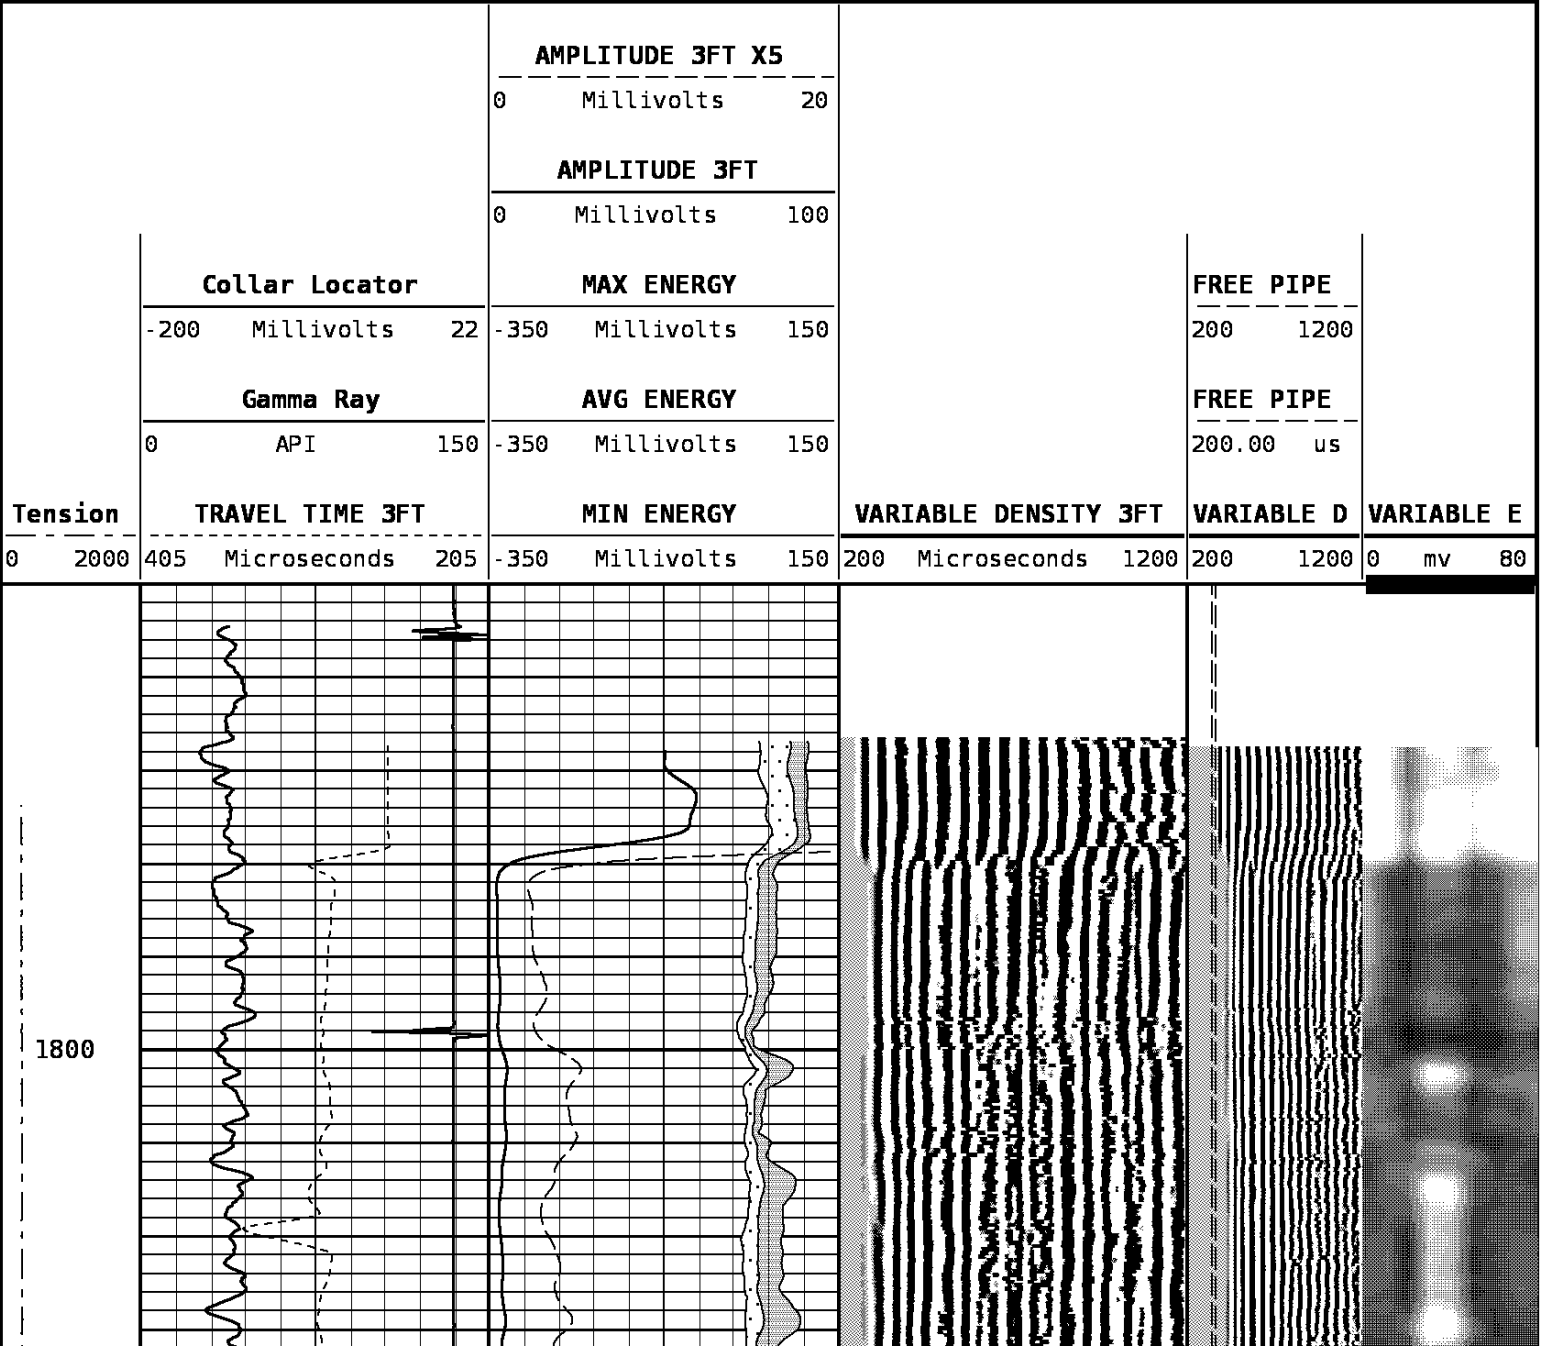 AMPLITUDE 3FT X5
0 Millivolts 20
AMPLITUDE 3FT
0 Millivolts 100
Collar Locator MAX ENERGY FREE PIPE
-200 Millivolts 22 -350 Millivolts 150 200 1200
Gamma Ray AVG ENERGY FREE PIPE
0 API 150 -350 Millivolts 150 200.00 us
Tension TRAVEL TIME 3FT MIN ENERGY VARIABLE DENSITY 3FT VARIABLE D VARIABLE E
0 2000 405 Microseconds 205 -350 Millivolts 150 200 Microseconds 1200 200 1200 0 mv 80
1800